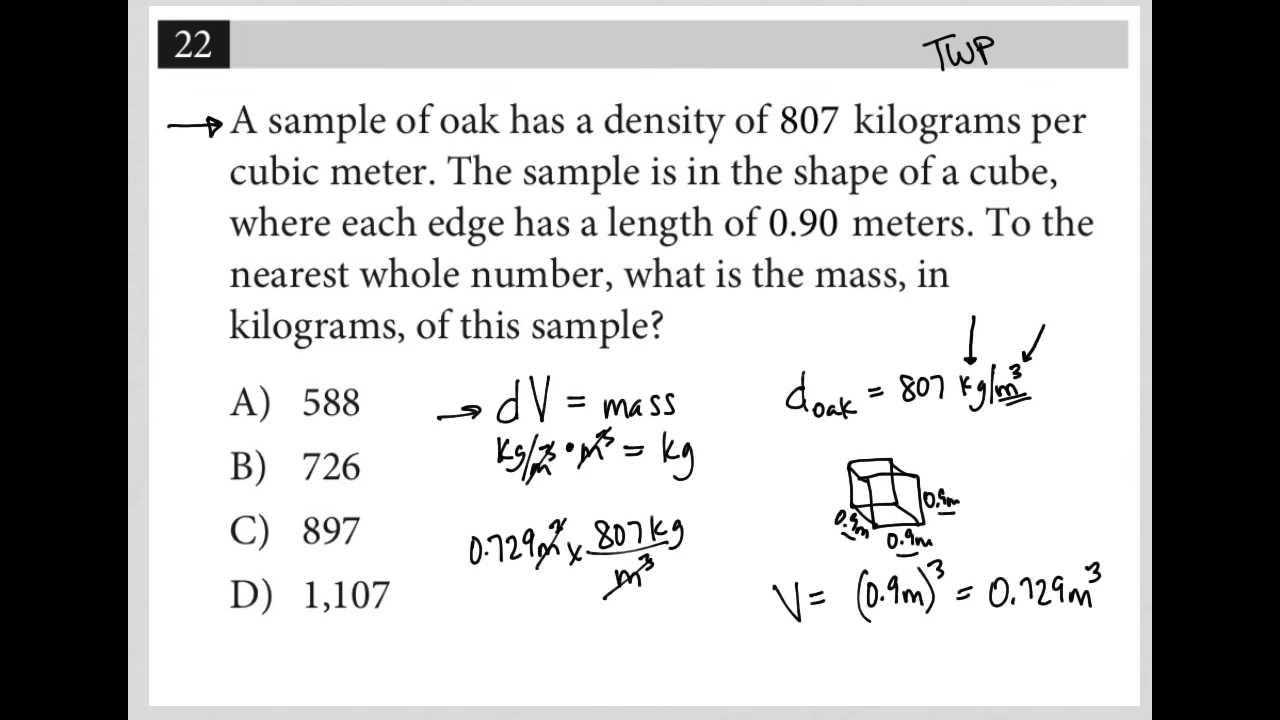 22
TWP
A sample of oak has a density of 807 kilograms per
cubic meter. The sample is in the shape of a cube,
where each edge has a length of 0.90 meters. To the
nearest whole number, what is the mass, in
kilograms, of this sample?
A) 588
B) 726
C) 897
D) 1,107
dV = mass
kg/m³ • m³ = kg
0.729m³ x 807kg
m³
d oak = 807 kg/m³
0.9m
0.9m
0.9m
V = (0.9m)³ = 0.729m³